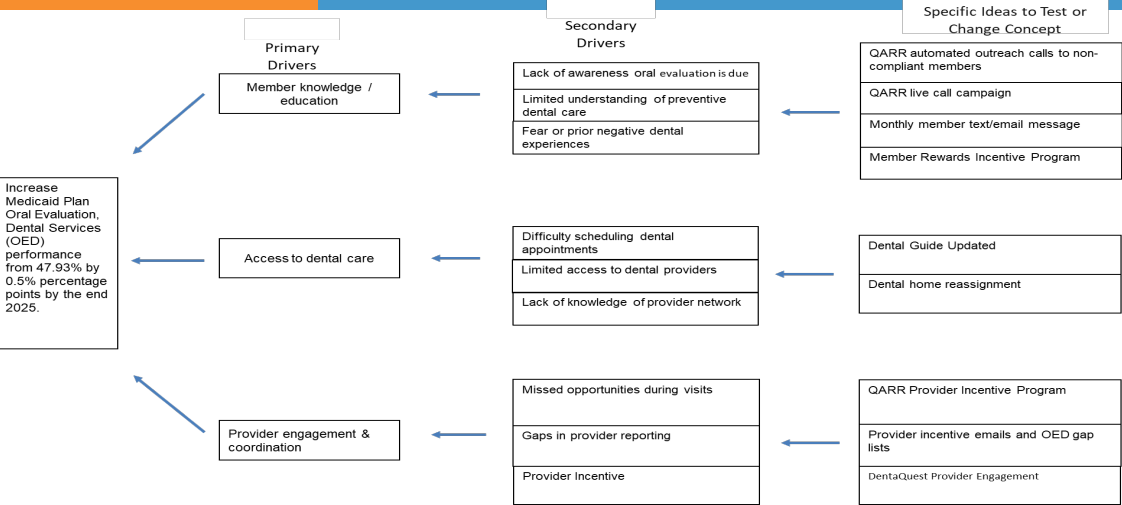 Primary
Drivers
Secondary
Drivers
Specific Ideas to Test or
Change Concept
Increase
Medicaid Plan
Oral Evaluation,
Dental Services
(OED)
performance
from 47.93% by
0.5% percentage
points by the end
2025.
Member knowledge /
education
Lack of awareness oral evaluation is due
Limited understanding of preventive
dental care
Fear or prior negative dental
experiences
QARR automated outreach calls to non-
compliant members
QARR live call campaign
Monthly member text/email message
Member Rewards Incentive Program
Access to dental care
Difficulty scheduling dental
appointments
Limited access to dental providers
Lack of knowledge of provider network
Dental Guide Updated
Dental home reassignment
Provider engagement &
coordination
Missed opportunities during visits
Gaps in provider reporting
Provider Incentive
QARR Provider Incentive Program
Provider incentive emails and OED gap
lists
DentaQuest Provider Engagement